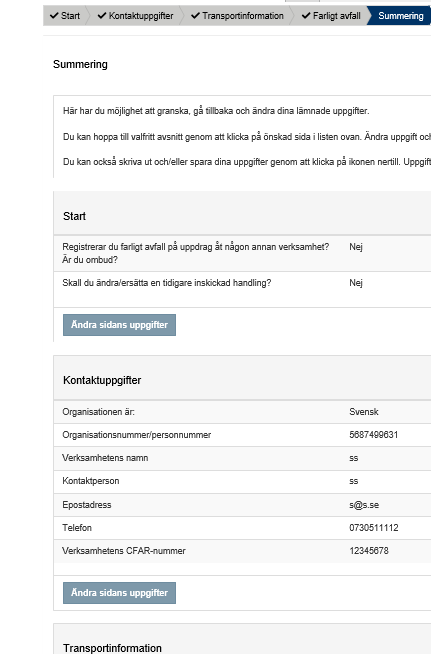 Start Kontaktuppgifter Transportinformation Farligt avfall Summering
Summering
Här har du möjlighet att granska, gå tillbaka och ändra dina lämnade uppgifter.
Du kan hoppa till valfritt avsnitt genom att klicka på önskad sida i listen ovan. Ändra uppgift och
Du kan också skriva ut och/eller spara dina uppgifter genom att klicka på ikonen nertill. Uppgift
Start
Registrerar du farligt avfall på uppdrag åt någon annan verksamhet? Nej
Är du ombud?
Skall du ändra/ersätta en tidigare inskickad handling? Nej
Ändra sidans uppgifter
Kontaktuppgifter
Organisationen är: Svensk
Organisationsnummer/personnummer 5687499631
Verksamhetens namn ss
Kontaktperson ss
Epostadress s@s.se
Telefon 0730511112
Verksamhetens CFAR-nummer 12345678
Ändra sidans uppgifter
Transportinformation